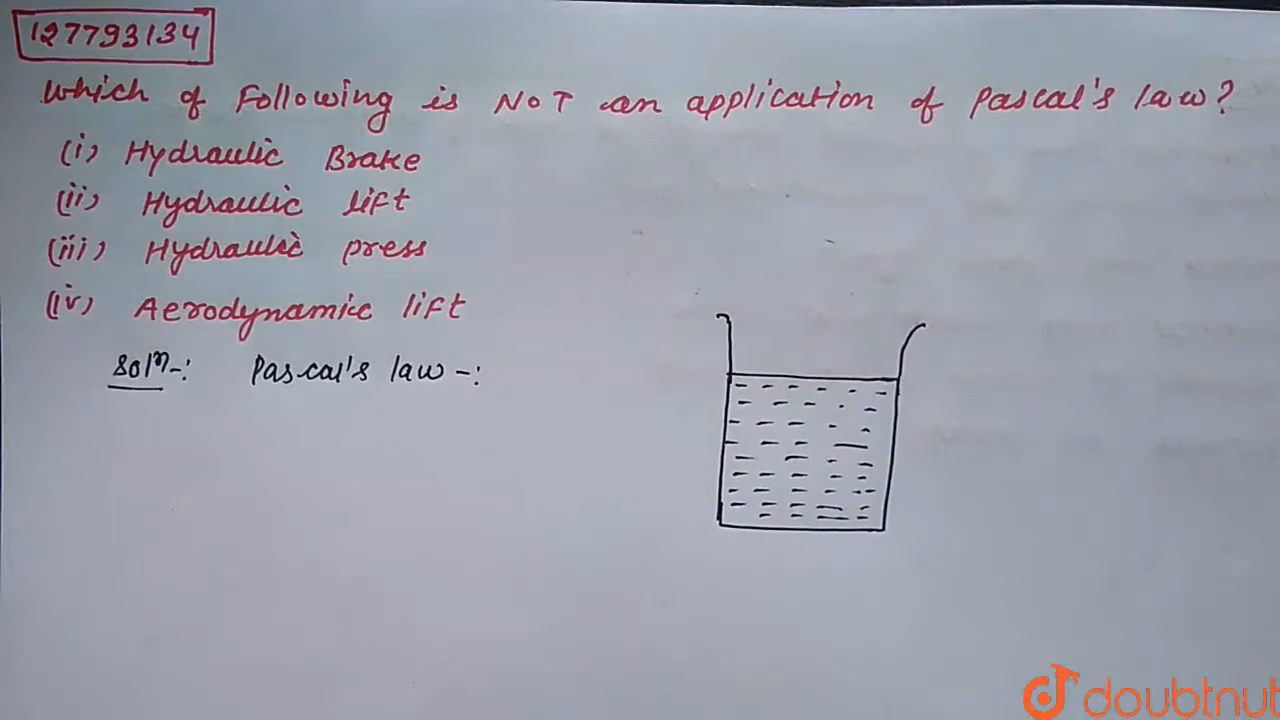 127793134
Which of Following is NOT an application of Pascal's law?
(i) Hydraulic Brake
(ii) Hydraulic lift
(iii) Hydraulic press
(iv) Aerodynamic lift
Solⁿ-: Pascal's law -:
doubtnut